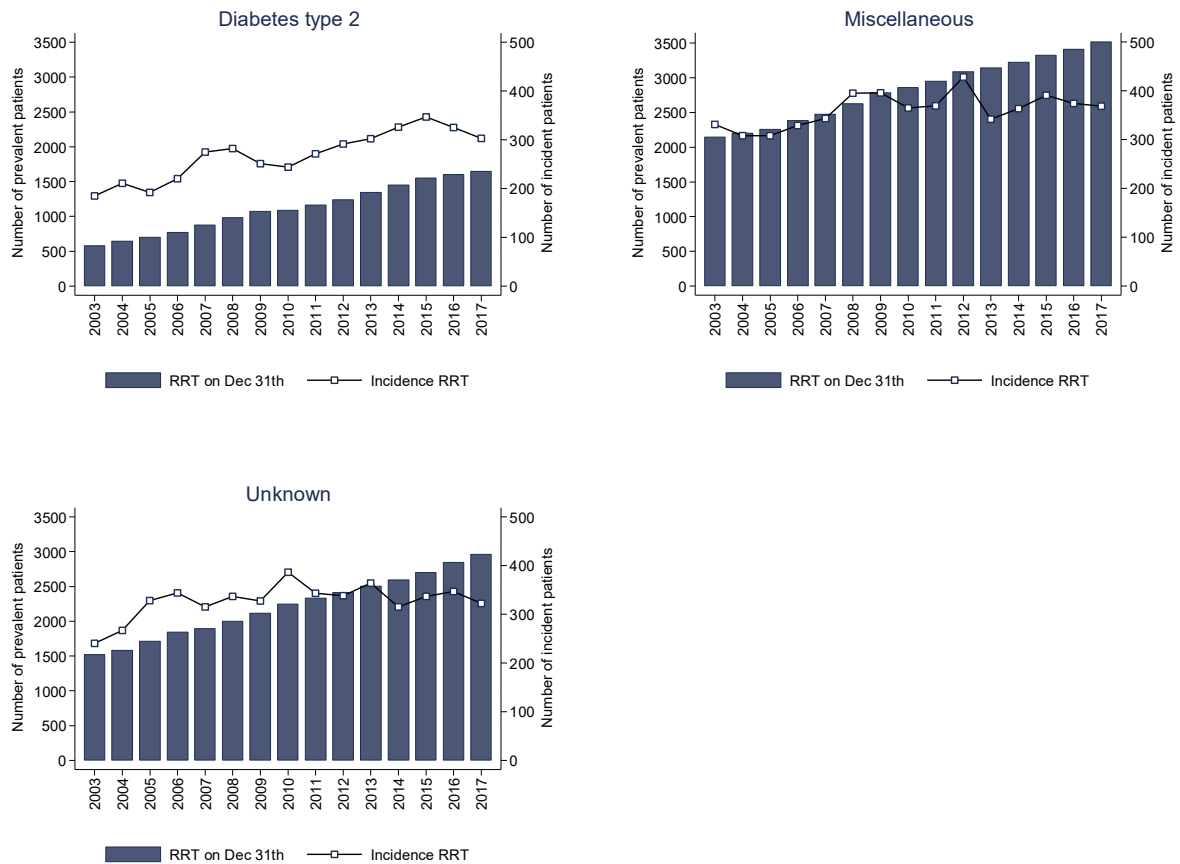 Diabetes type 2
Number of prevalent patients
3500
3000
2500
2000
1500
1000
500
0
500
400
300
200
100
0
Number of incident patients
2003 2004 2005 2006 2007 2008 2009 2010 2011 2012 2013 2014 2015 2016 2017
RRT on Dec 31th Incidence RRT
Miscellaneous
Number of prevalent patients
3500
3000
2500
2000
1500
1000
500
0
500
400
300
200
100
0
Number of incident patients
2003 2004 2005 2006 2007 2008 2009 2010 2011 2012 2013 2014 2015 2016 2017
RRT on Dec 31th Incidence RRT
Unknown
Number of prevalent patients
3500
3000
2500
2000
1500
1000
500
0
500
400
300
200
100
0
Number of incident patients
2003 2004 2005 2006 2007 2008 2009 2010 2011 2012 2013 2014 2015 2016 2017
RRT on Dec 31th Incidence RRT